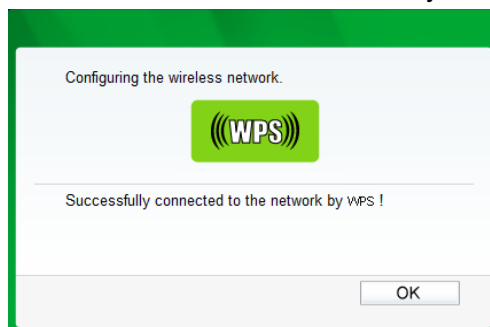 Configuring the wireless network.
(((WPS)))
Successfully connected to the network by WPS !
OK